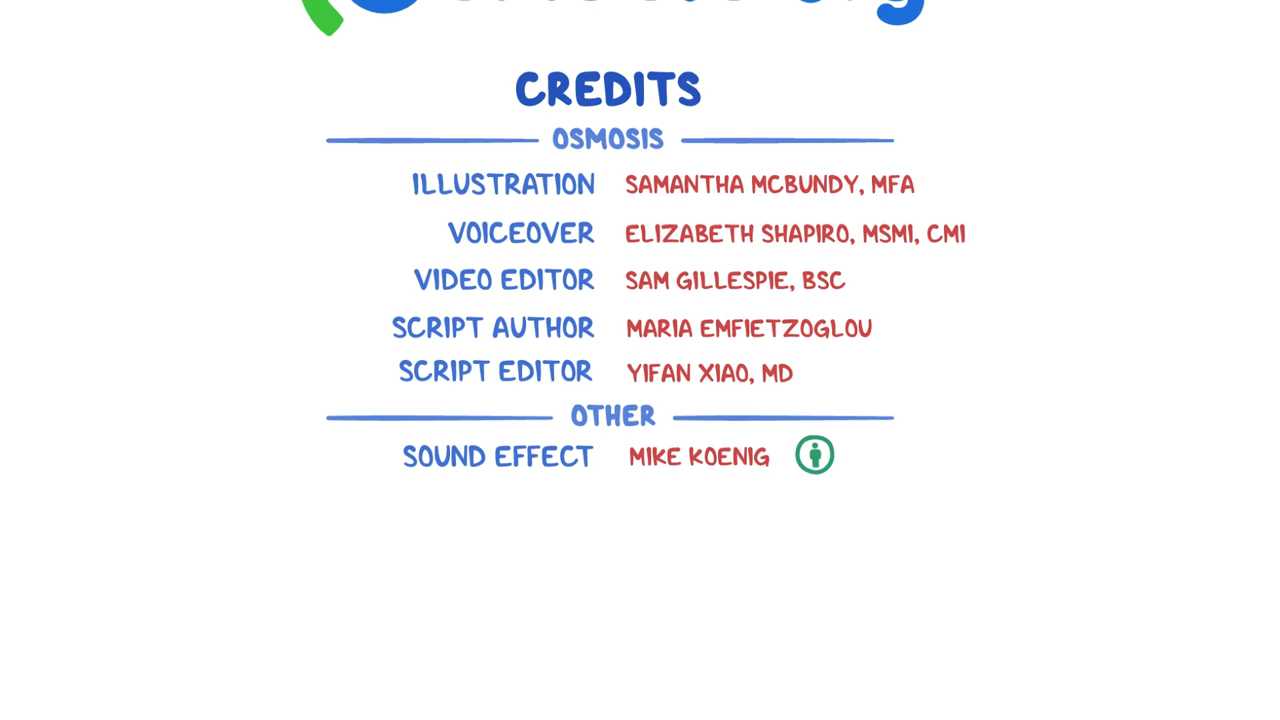 CREDITS
OSMOSIS
ILLUSTRATION SAMANTHA MCBUNDY, MFA
VOICEOVER ELIZABETH SHAPIRO, MSMI, CMI
VIDEO EDITOR SAM GILLESPIE, BSC
SCRIPT AUTHOR MARIA EMFIETZOGLOU
SCRIPT EDITOR YIFAN XIAO, MD
OTHER
SOUND EFFECT MIKE KOENIG